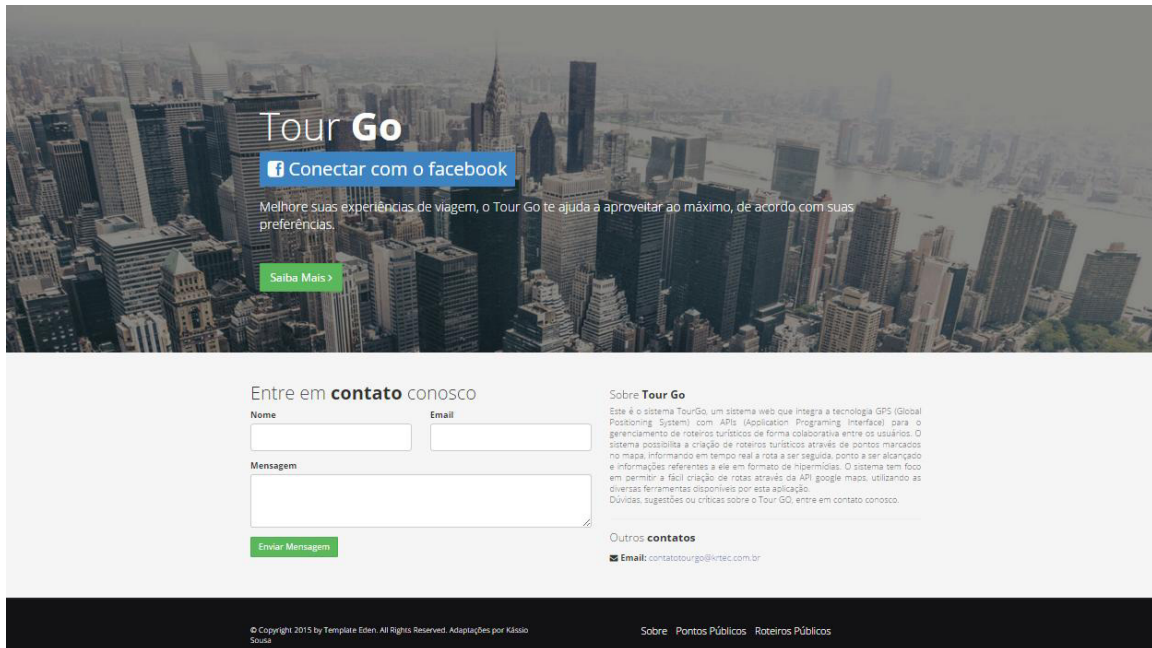 Tour Go
Conectar com o facebook
Melhore suas experiências de viagem, o Tour Go te ajuda a aproveitar ao máximo, de acordo com suas
preferências.
Saiba Mais >
Entre em contato conosco
Nome Email
Mensagem
Enviar Mensagem
Sobre Tour Go
Este é o sistema TourGo, um sistema web que integra a tecnologia GPS (Global
Positioning System) com APIs (Application Programing Interface) para o
gerenciamento de roteiros turísticos de forma colaborativa entre os usuários. O
sistema possibilita a criação de roteiros turísticos através de pontos marcados
no mapa, informando em tempo real a rota a ser seguida, ponto a ser alcançado
e informações referentes a ele em formato de hipermídias. O sistema tem foco
em permitir a fácil criação de rotas através da API google maps, utilizando as
diversas ferramentas disponíveis por esta aplicação.
Dúvidas, sugestões ou críticas sobre o Tour GO, entre em contato conosco.
Outros contatos
Email: contatotourgo@krtec.com.br
© Copyright 2015 by Template Eden. All Rights Reserved. Adaptações por Kássio
Sousa
Sobre Pontos Públicos Roteiros Públicos